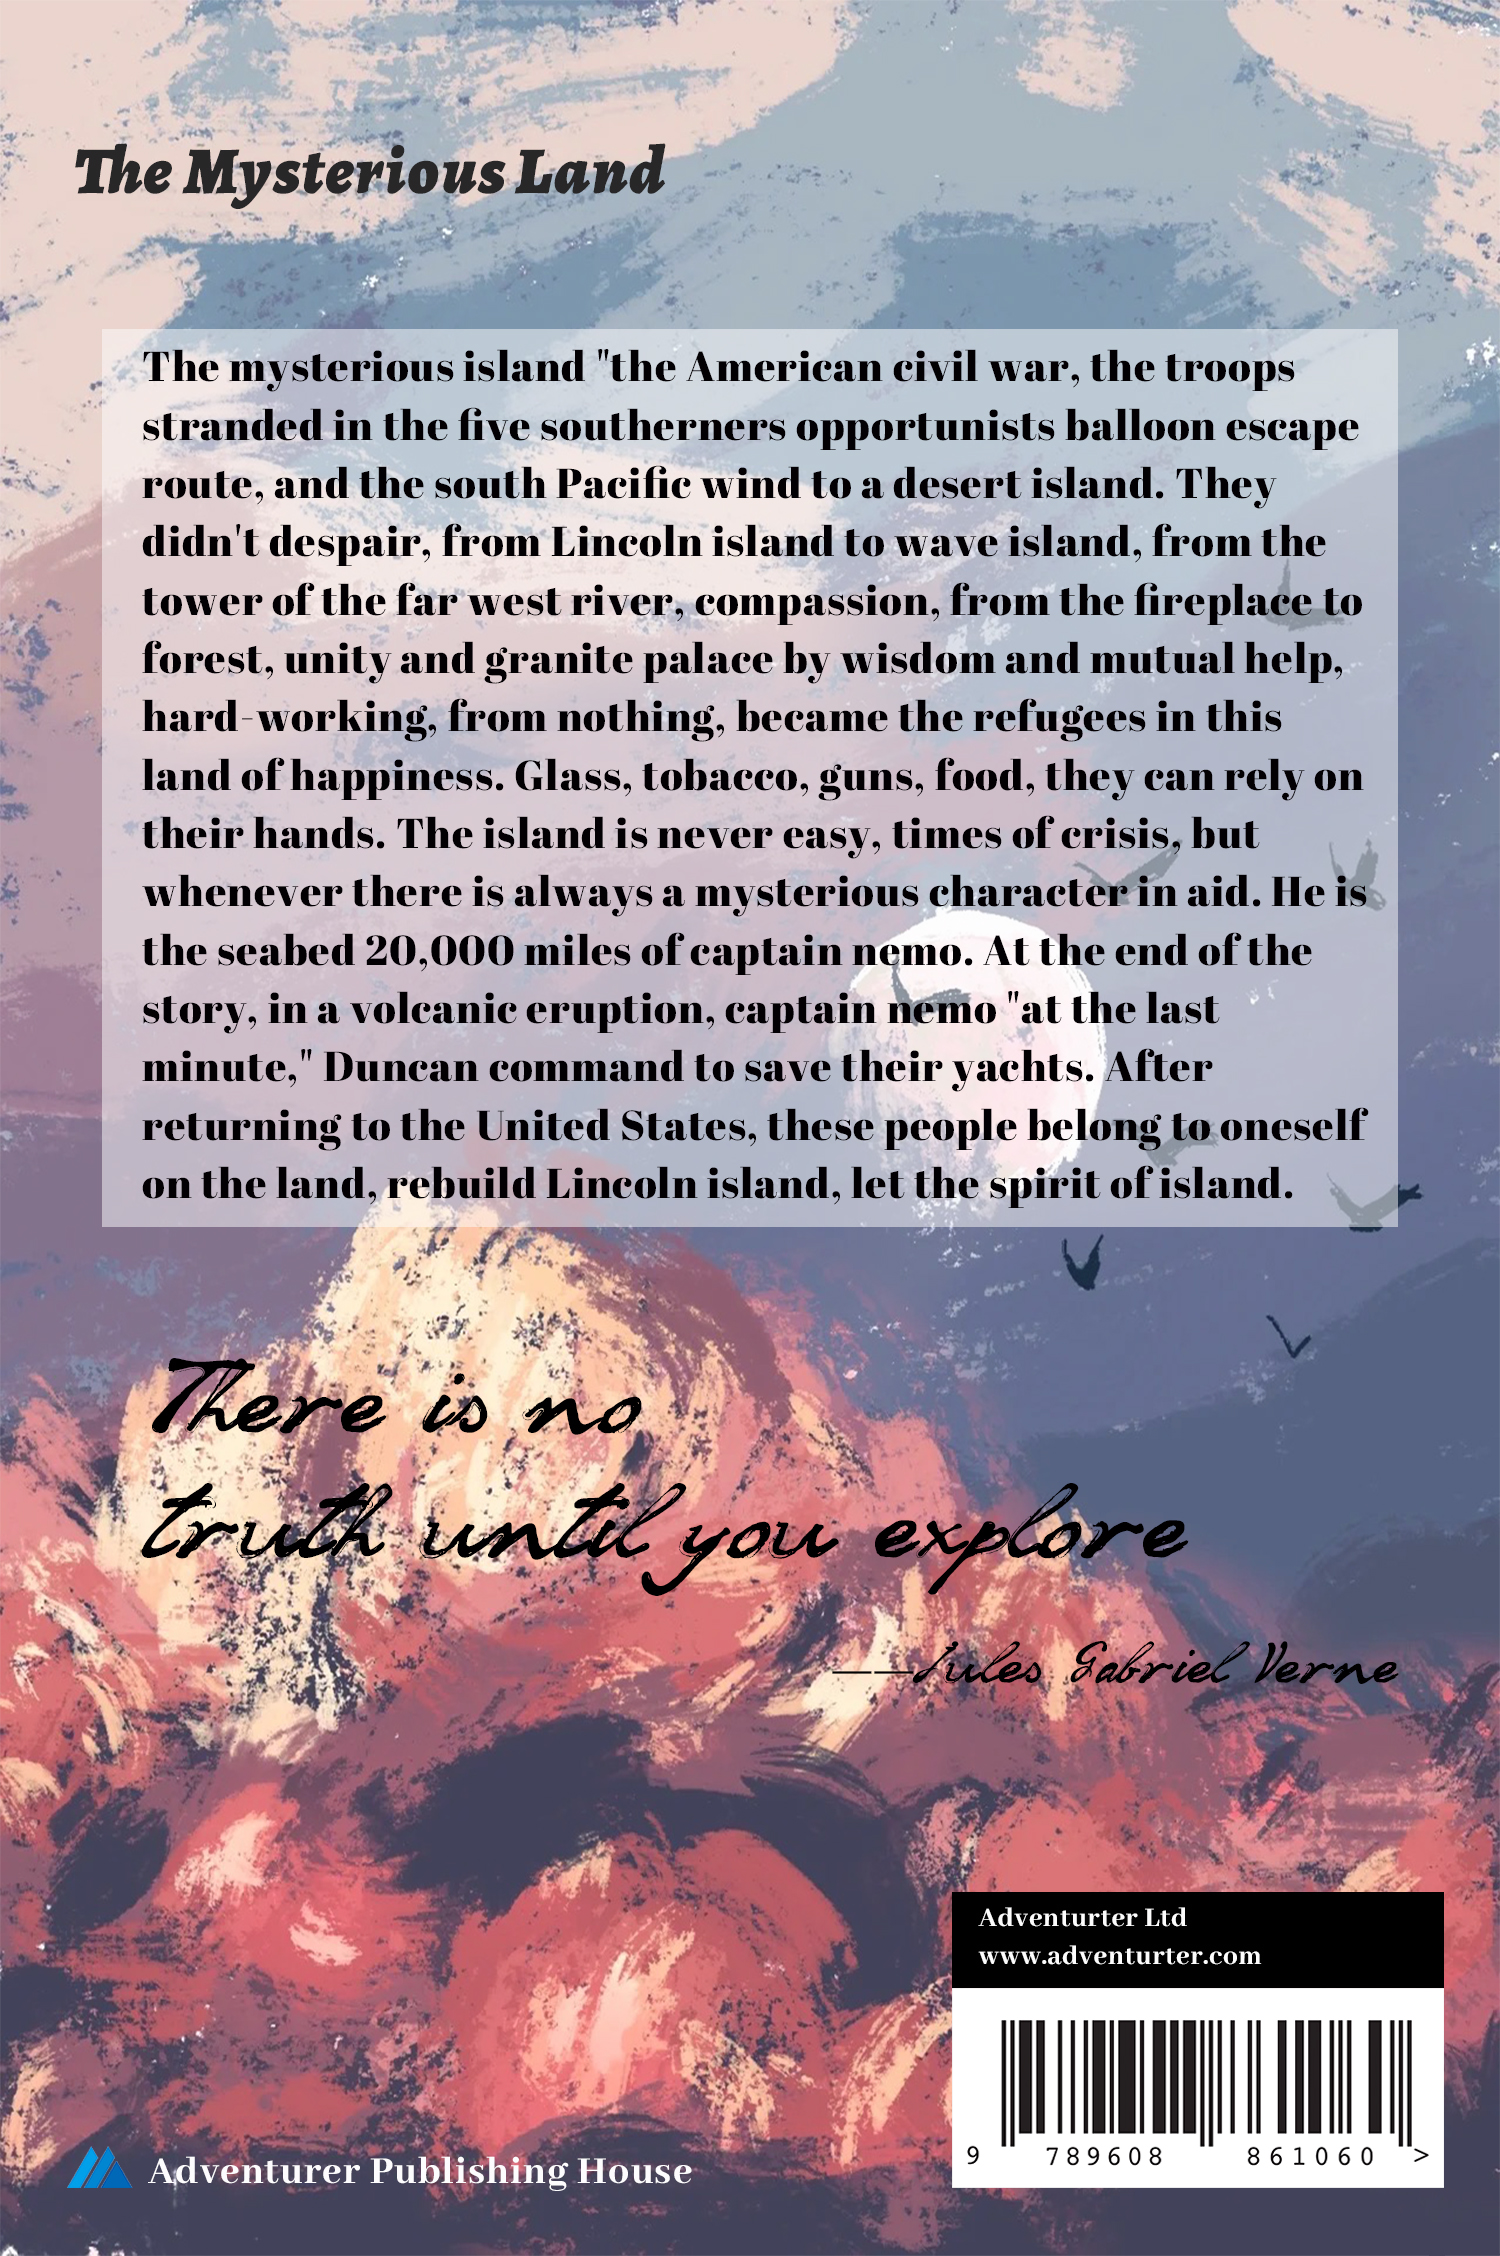 The Mysterious Land
The mysterious island "the American civil war, the troops
stranded in the five southerners opportunists balloon escape
route, and the south Pacific wind to a desert island. They
didn't despair, from Lincoln island to wave island, from the
tower of the far west river, compassion, from the fireplace to
forest, unity and granite palace by wisdom and mutual help,
hard-working, from nothing, became the refugees in this
land of happiness. Glass, tobacco, guns, food, they can rely on
their hands. The island is never easy, times of crisis, but
whenever there is always a mysterious character in aid. He is
the seabed 20,000 miles of captain nemo. At the end of the
story, in a volcanic eruption, captain nemo "at the last
minute," Duncan command to save their yachts. After
returning to the United States, these people belong to oneself
on the land, rebuild Lincoln island, let the spirit of island.
There is no
truth until you explore
——Jules Gabriel Verne
Adventurter Ltd
www.adventurter.com
9 789608 861060 >
Adventurer Publishing House